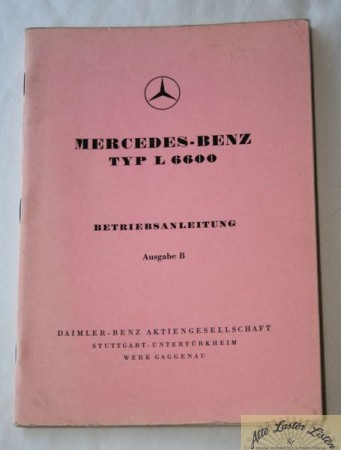 MERCEDES-BENZ
TYP L 6600
BETRIEBSANLEITUNG
Ausgabe B
DAIMLER-BENZ AKTIENGESELLSCHAFT
STUTTGART-UNTERTÜRKHEIM
WERK GAGGENAU
Alte Laster Listen